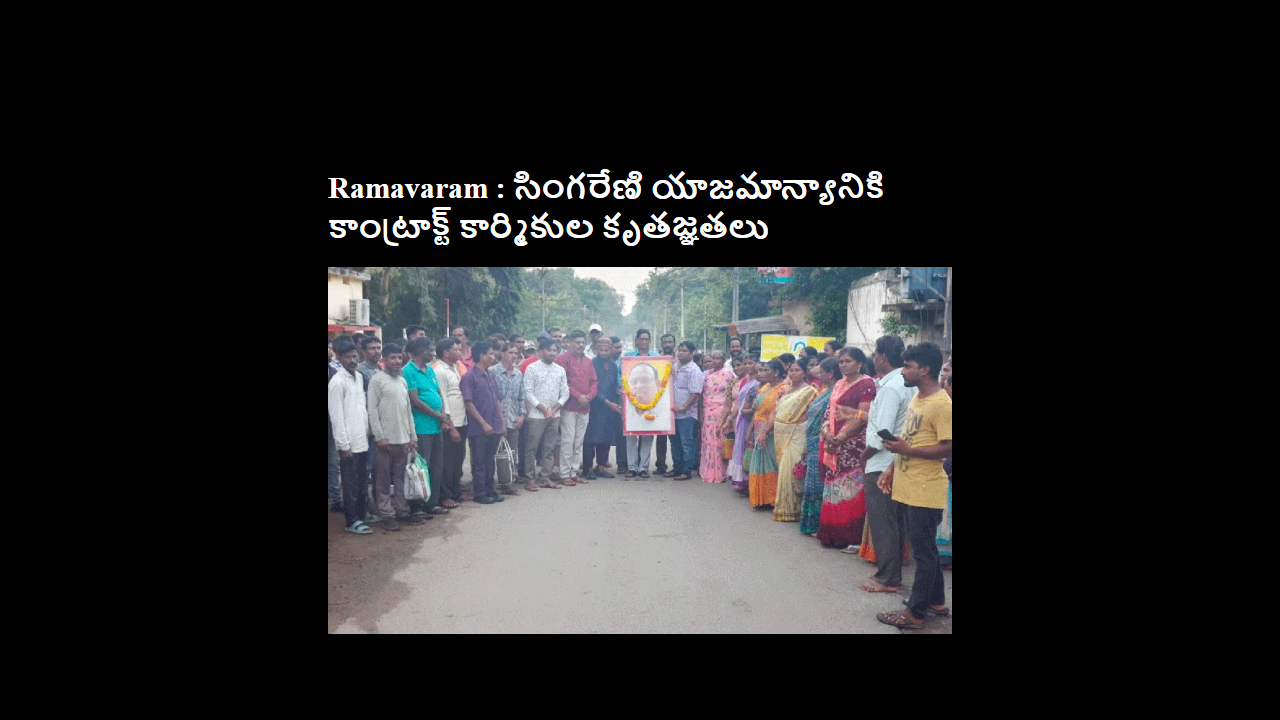 Ramavaram : సింగరేణి యాజమాన్యానికి
కాంట్రాక్ట్ కార్మికుల కృతజ్ఞతలు